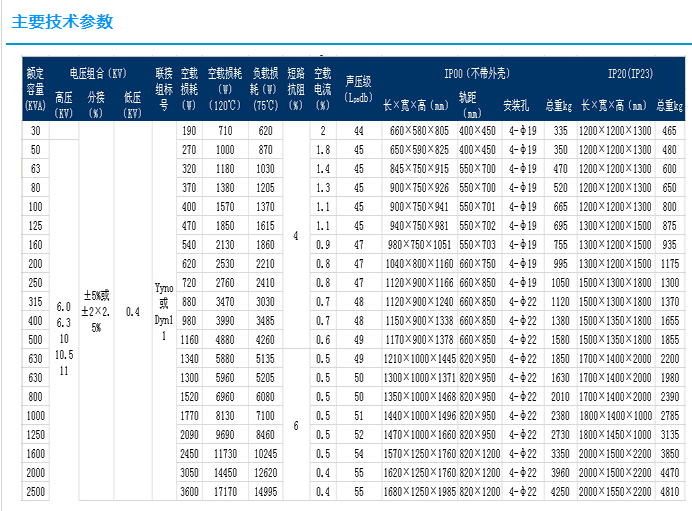 主要技术参数
额定容量(KVA) 电压组合 (KV) 联接组标号 空载损耗(W) 空载损耗(W)(120℃) 负载损耗(W)(75℃) 短路抗阻(%) 空载电流(%) 声压级(Lₚₐdb) IP00 (不带外壳) IP20(IP23)
高压(KV) 分接(%) 低压(KV) 长×宽×高 (mm) 轨距(mm) 安装孔 总重kg 长×宽×高 (mm) 总重kg
30 190 710 620 2 44 660×580×805 400×450 4-φ19 335 1200×1200×1300 465
50 270 1000 870 1.8 45 650×590×825 400×450 4-φ19 350 1200×1200×1300 480
63 320 1180 1030 1.4 45 845×750×915 550×700 4-φ19 470 1200×1200×1300 600
80 370 1380 1205 1.3 45 900×750×926 550×700 4-φ19 520 1200×1200×1300 650
100 400 1570 1370 1.1 45 900×750×941 550×701 4-φ19 665 1200×1200×1300 800
125 470 1850 1615 1.1 45 940×750×981 550×702 4-φ19 695 1300×1200×1500 875
4
160 540 2130 1860 0.9 47 980×750×1051 550×703 4-φ19 755 1300×1200×1500 935
200 620 2530 2210 0.8 47 1040×800×1160 660×750 4-φ19 995 1300×1200×1500 1175
250 720 2760 2410 0.8 47 1120×900×1166 660×850 4-φ19 1050 1500×1300×1800 1300
315 880 3470 3030 0.7 48 1120×900×1240 660×850 4-φ22 1120 1500×1300×1800 1370
6.0
6.3
10
10.5
11
±5%或
±2×2.
5%
0.4
Yyno
或
Dyn1
1
400 980 3990 3485 0.7 48 1150×900×1338 660×850 4-φ22 1380 1500×1350×1800 1655
500 1160 4880 4260 0.6 49 1170×900×1378 660×850 4-φ22 1580 1500×1350×1800 1855
630 1340 5880 5135 0.5 49 1210×1000×1445 820×950 4-φ22 1850 1700×1400×2000 2200
630 1300 5960 5205 0.5 50 1300×1000×1371 820×950 4-φ22 1630 1700×1400×2000 1980
800 1520 6960 6080 0.5 50 1350×1000×1468 820×950 4-φ22 2010 1700×1400×2000 2390
1000 1770 8130 7100 0.5 51 1440×1000×1496 820×950 4-φ22 2380 1800×1400×1000 2785
6
1250 2090 9690 8460 0.5 52 1470×1000×1660 820×950 4-φ22 2730 1800×1450×1000 3135
1600 2450 11730 10245 0.5 54 1570×1250×1760 820×1200 4-φ22 3350 2000×1500×2200 3850
2000 3050 14450 12620 0.4 55 1620×1250×1760 820×1200 4-φ22 3960 2000×1500×2200 4470
2500 3600 17170 14995 0.4 55 1680×1250×1985 820×1200 4-φ22 4250 2000×1550×2200 4810